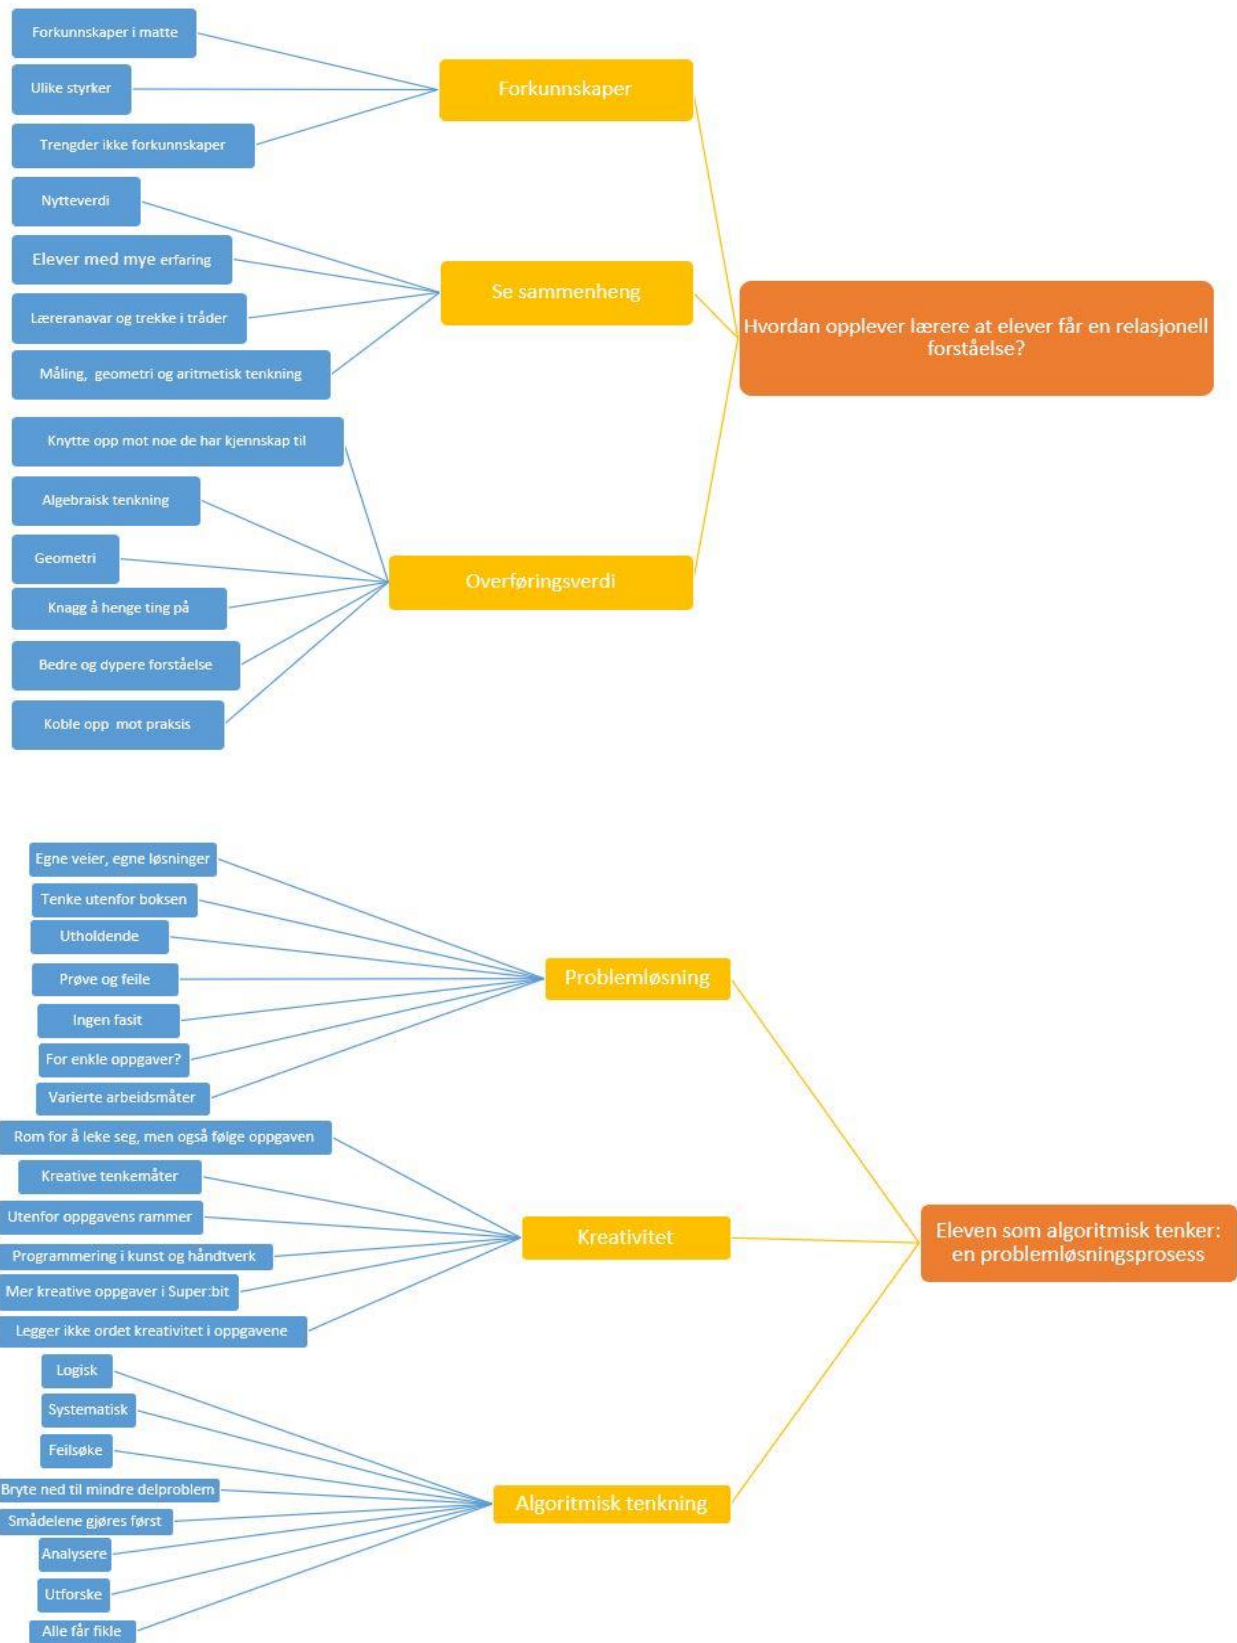 Forkunnskaper i matte
Ulike styrker
Trengder ikke forkunnskaper
Forkunnskaper
Nytteverdi
Elever med mye erfaring
Læreranavar og trekke i tråder
Måling, geometri og aritmetisk tenkning
Se sammenheng
Hvordan opplever lærere at elever får en relasjonell
forståelse?
Knytte opp mot noe de har kjennskap til
Algebraisk tenkning
Geometri
Knagg å henge ting på
Bedre og dypere forståelse
Koble opp mot praksis
Overføringsverdi
Egne veier, egne løsninger
Tenke utenfor boksen
Utholdende
Prøve og feile
Ingen fasit
For enkle oppgaver?
Varierte arbeidsmåter
Problemløsning
Rom for å leke seg, men også følge oppgaven
Kreative tenkemåter
Utenfor oppgavens rammer
Programmering i kunst og håndtverk
Mer kreative oppgaver i Super:bit
Legger ikke ordet kreativitet i oppgavene
Kreativitet
Eleven som algoritmisk tenker:
en problemløsningsprosess
Logisk
Systematisk
Feilsøke
Bryte ned til mindre delproblem
Smådelene gjøres først
Analysere
Utforske
Alle får fikle
Algoritmisk tenkning